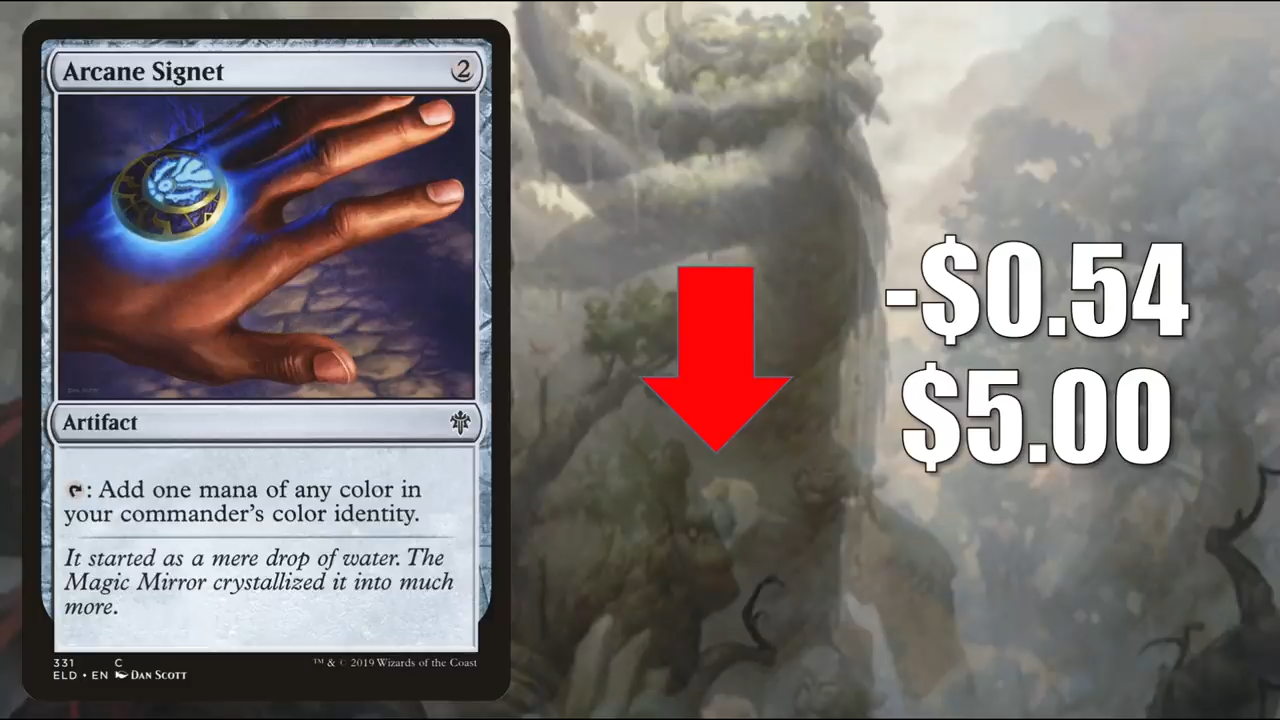 Arcane Signet 2
Artifact
: Add one mana of any color in
your commander's color identity.
It started as a mere drop of water. The
Magic Mirror crystallized it into much
more.
331 C
ELD • EN DAN SCOTT
™ & © 2019 Wizards of the Coast
-$0.54
$5.00